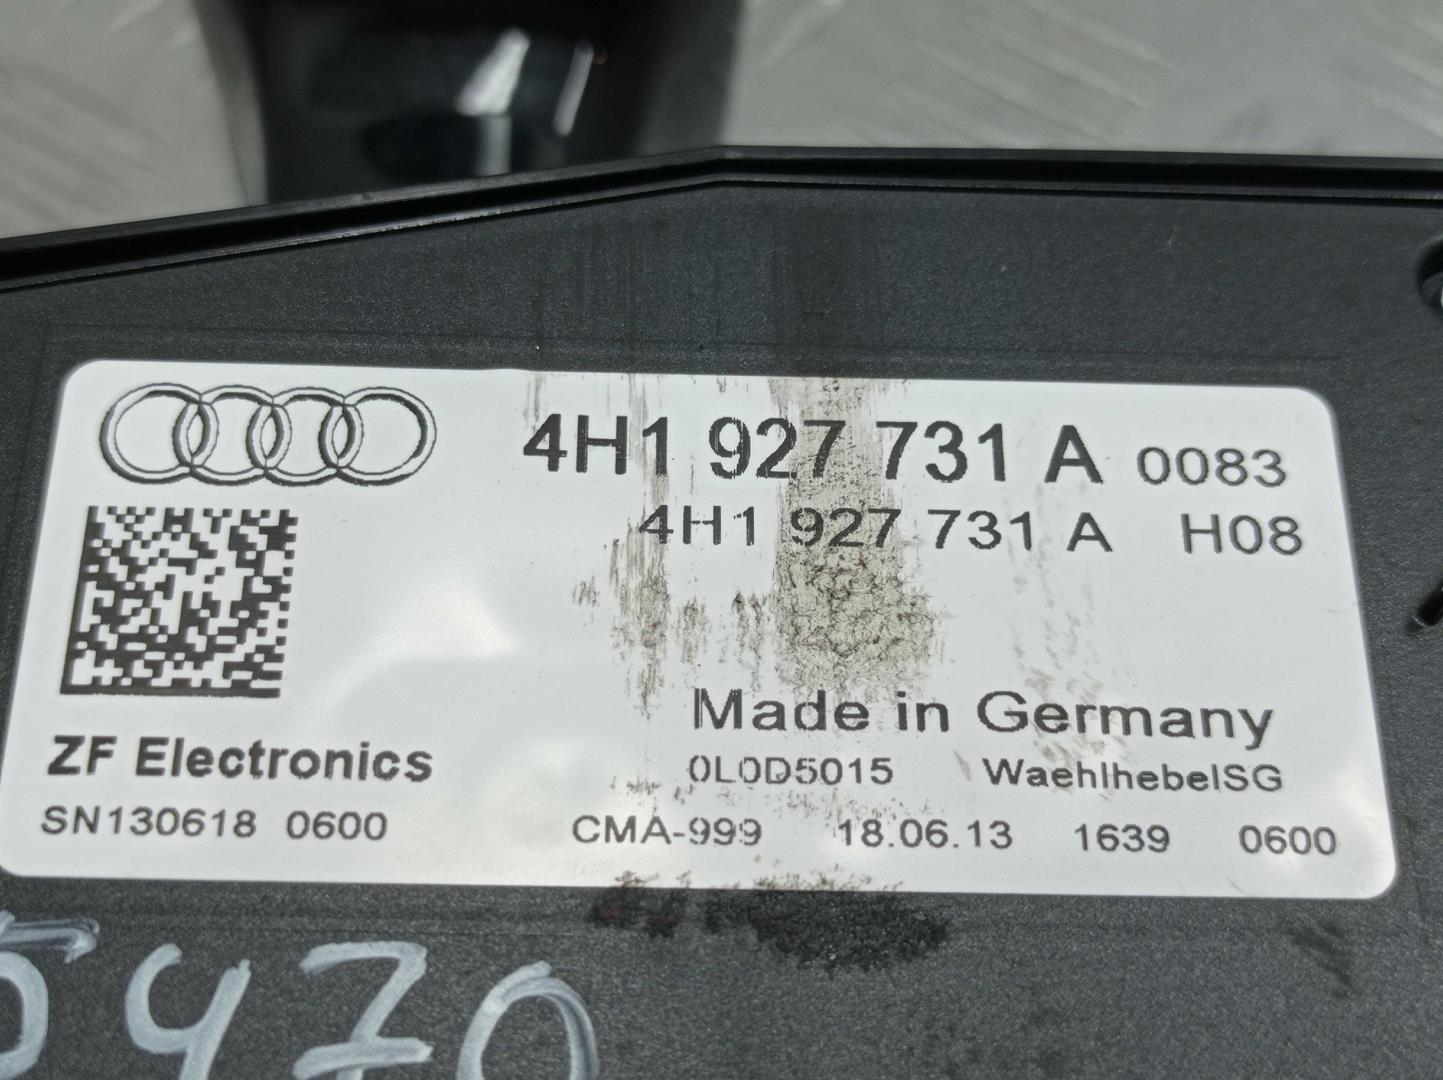 4H1 927 731 A 0083
4H1 927 731 A H08
Made in Germany
ZF Electronics
0L0D5015 WaehlhebelSG
SN130618 0600
CMA-999 18.06.13 1639 0600
5470